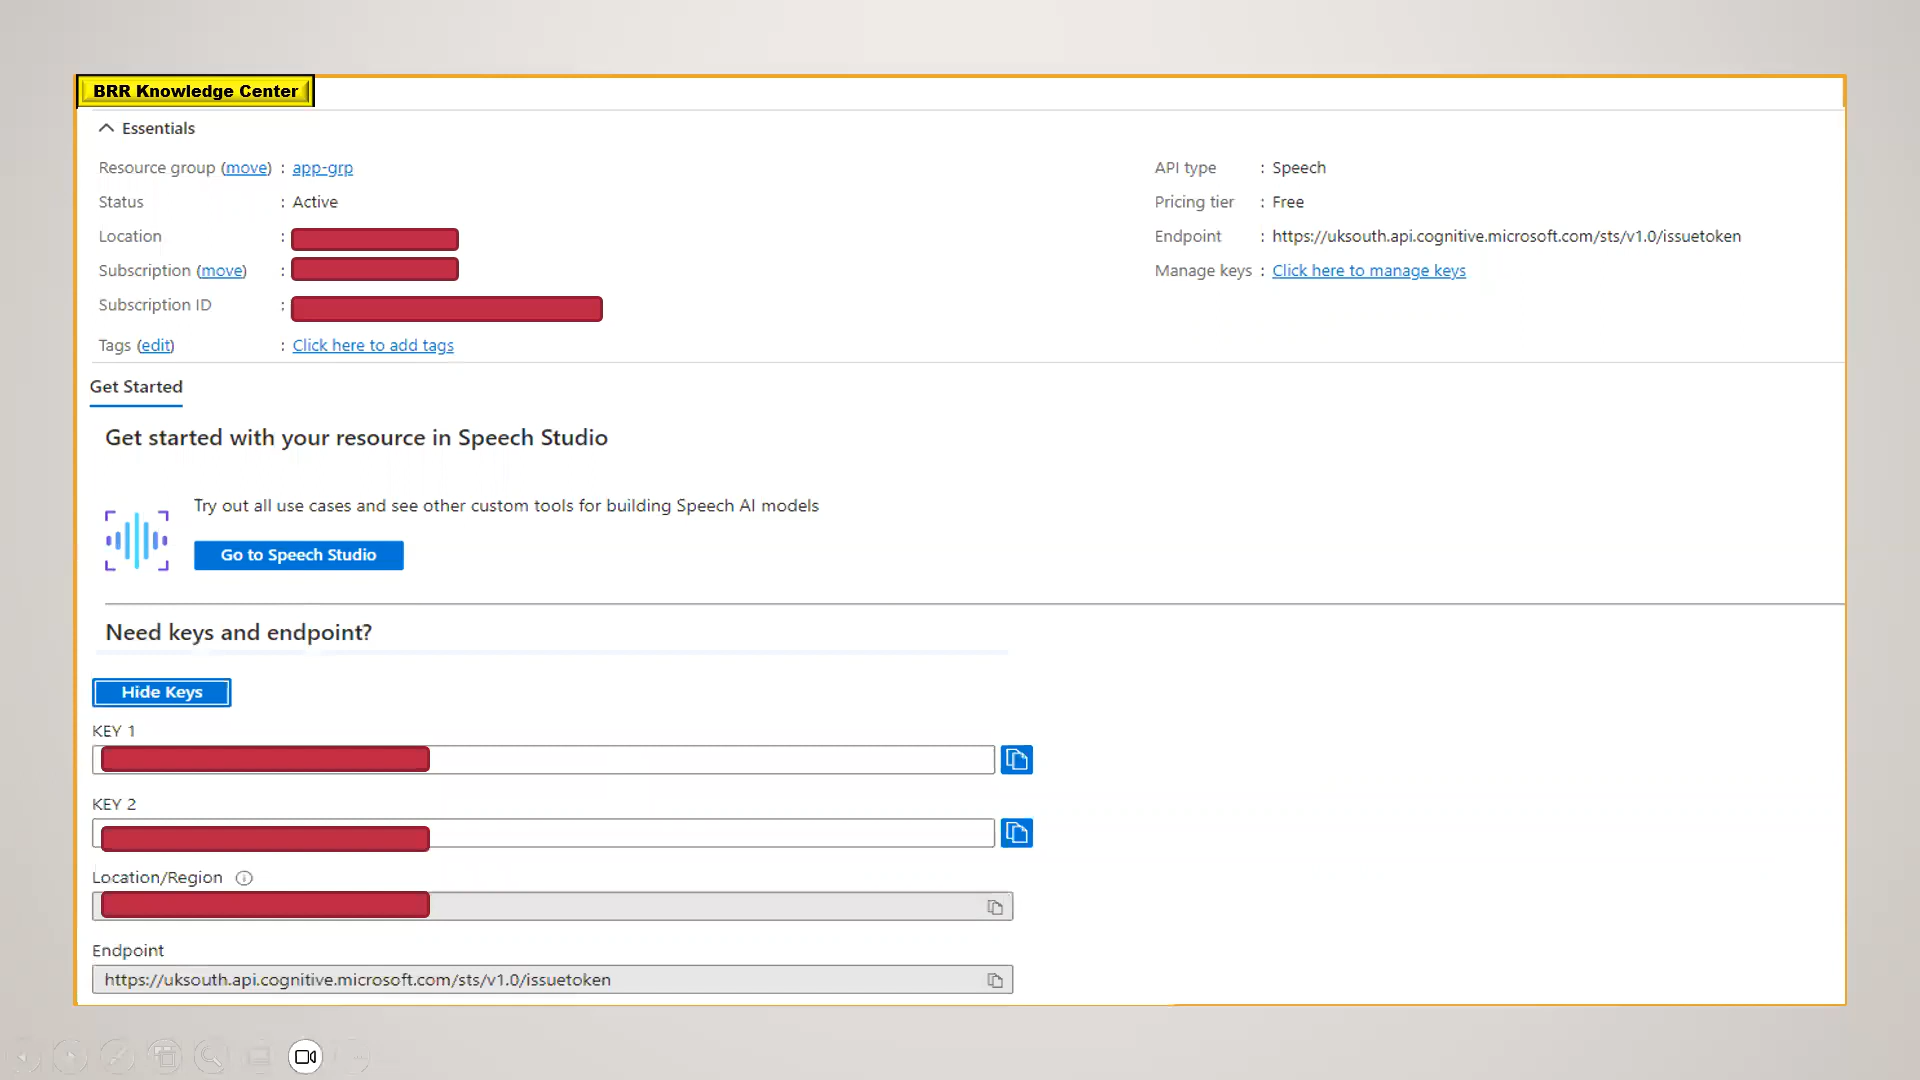 BRR Knowledge Center
Essentials
Resource group (move) : app-grp
Status : Active
Location :
Subscription (move) :
Subscription ID :
Tags (edit) : Click here to add tags
API type : Speech
Pricing tier : Free
Endpoint : https://uksouth.api.cognitive.microsoft.com/sts/v1.0/issuetoken
Manage keys : Click here to manage keys
Get Started
Get started with your resource in Speech Studio
Try out all use cases and see other custom tools for building Speech AI models
Go to Speech Studio
Need keys and endpoint?
Hide Keys
KEY 1
KEY 2
Location/Region
Endpoint
https://uksouth.api.cognitive.microsoft.com/sts/v1.0/issuetoken